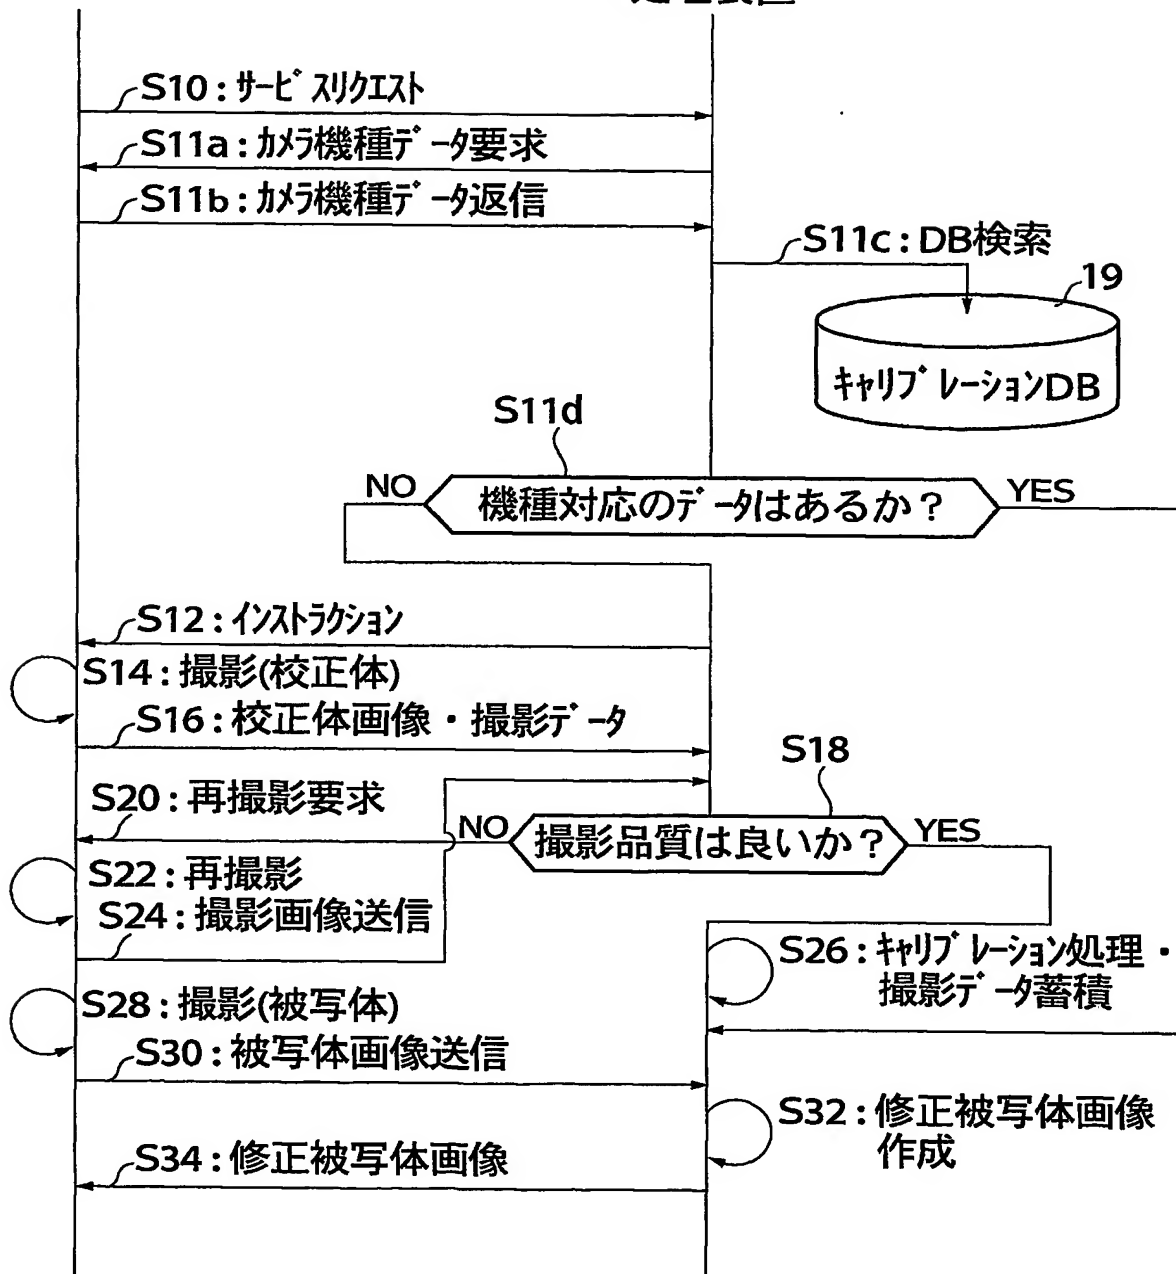 S10：サービスリクエスト
S11a：カメラ機種データ要求
S11b：カメラ機種データ返信
S11c：DB検索
19
キャリブレーションDB
S11d
NO
機種対応のデータはあるか？
YES
S12：インストラクション
S14：撮影(校正体)
S16：校正体画像・撮影データ
S18
S20：再撮影要求
NO
撮影品質は良いか？
YES
S22：再撮影
S24：撮影画像送信
S26：キャリブレーション処理・
撮影データ蓄積
S28：撮影(被写体)
S30：被写体画像送信
S32：修正被写体画像
作成
S34：修正被写体画像